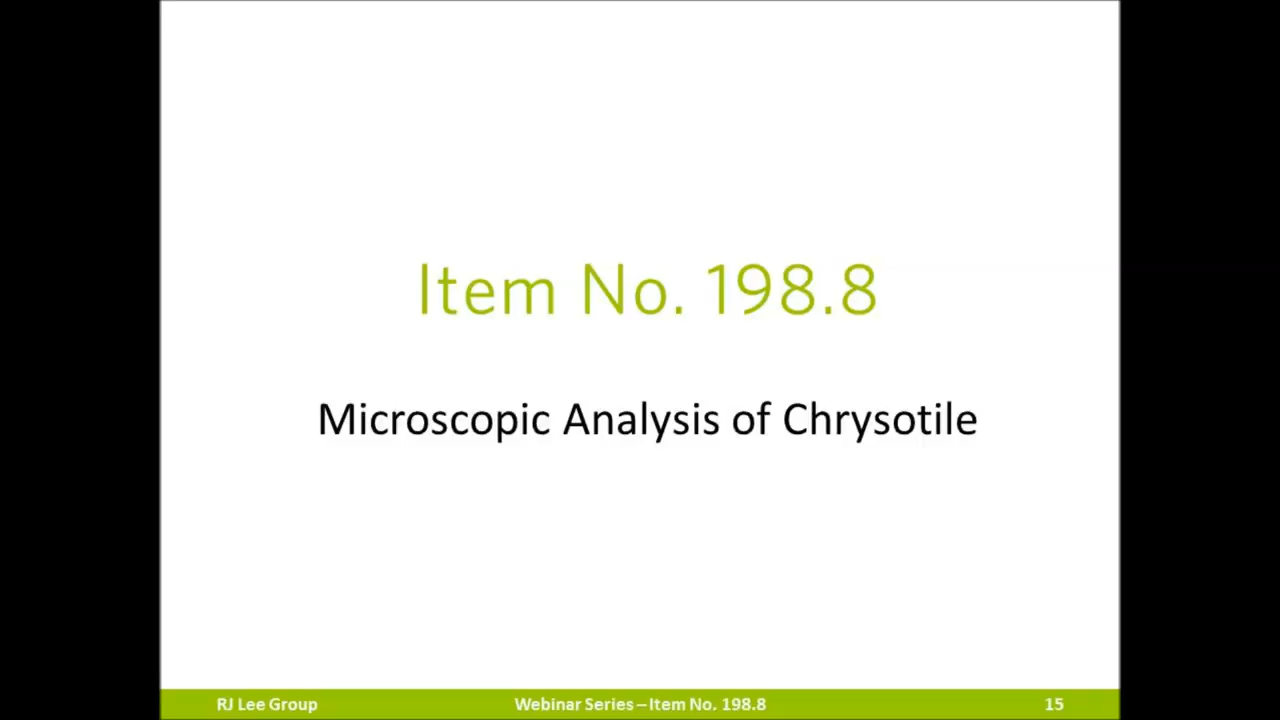 Item No. 198.8
Microscopic Analysis of Chrysotile
RJ Lee Group
Webinar Series – Item No. 198.8
15